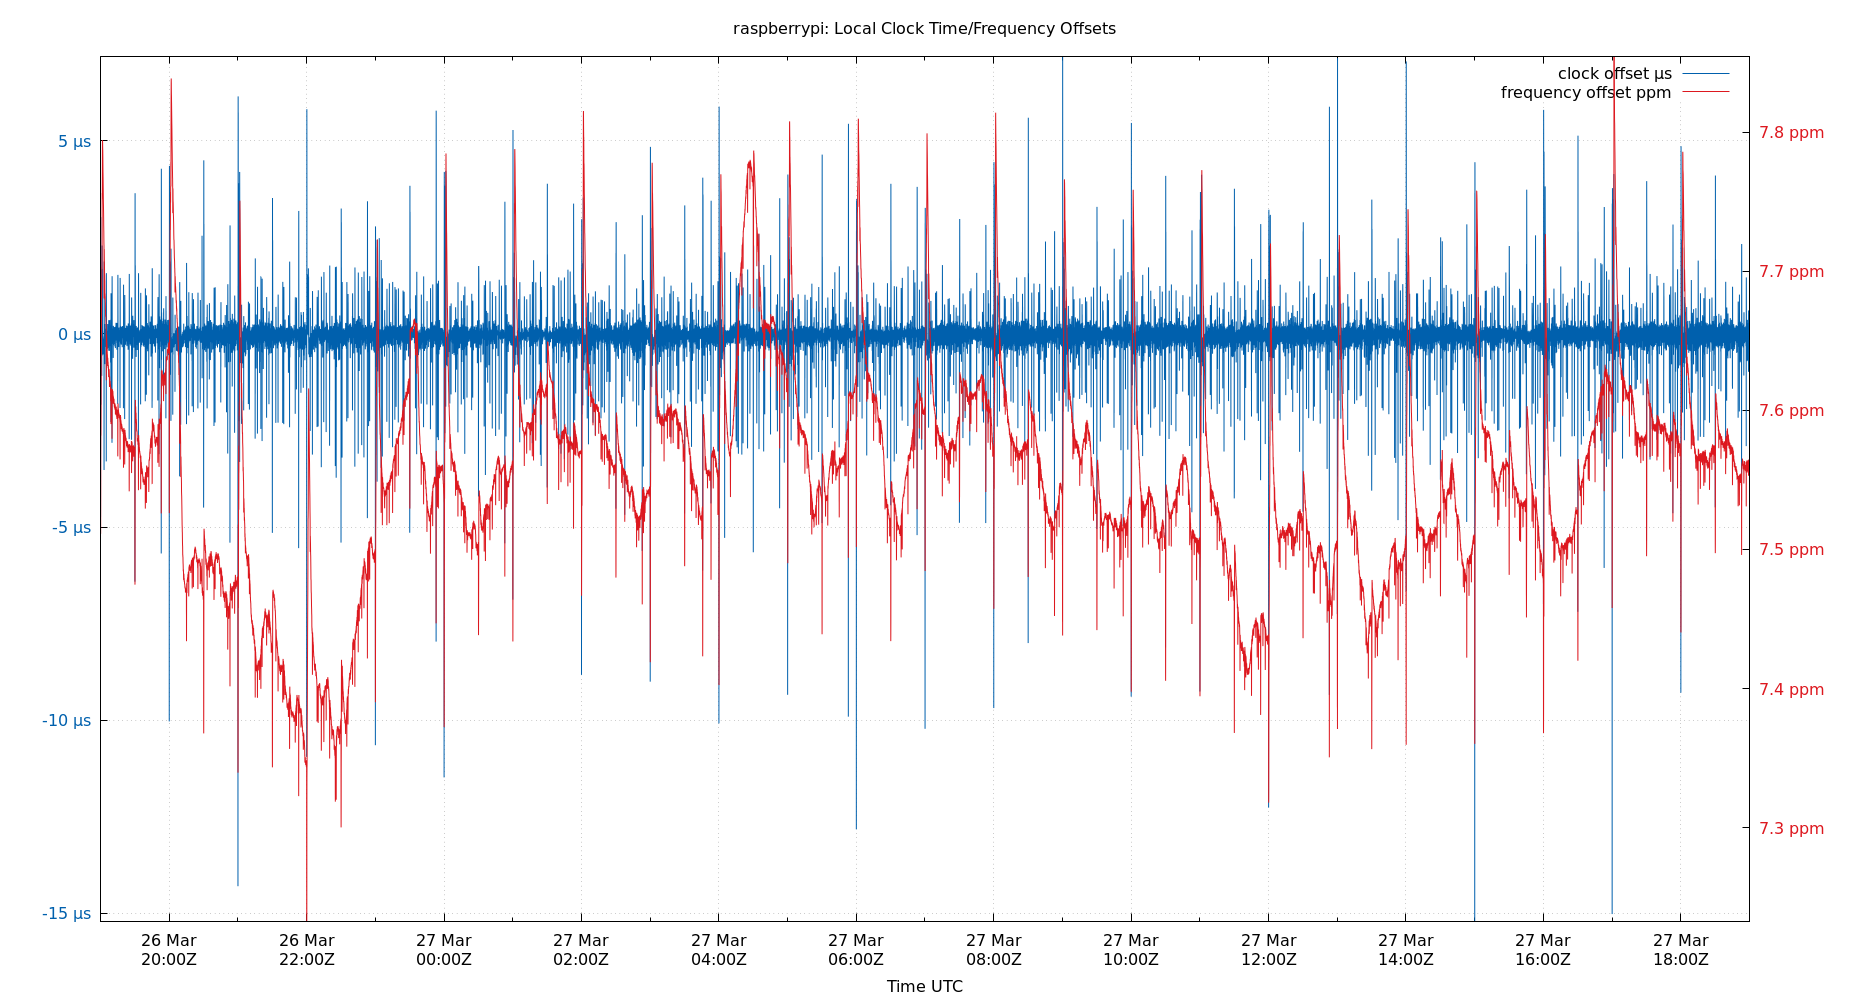 raspberrypi: Local Clock Time/Frequency Offsets
clock offset µs
frequency offset ppm
5 µs
0 µs
-5 µs
-10 µs
-15 µs
7.8 ppm
7.7 ppm
7.6 ppm
7.5 ppm
7.4 ppm
7.3 ppm
26 Mar 26 Mar 27 Mar 27 Mar 27 Mar 27 Mar 27 Mar 27 Mar 27 Mar 27 Mar 27 Mar 27 Mar
20:00Z 22:00Z 00:00Z 02:00Z 04:00Z 06:00Z 08:00Z 10:00Z 12:00Z 14:00Z 16:00Z 18:00Z
Time UTC